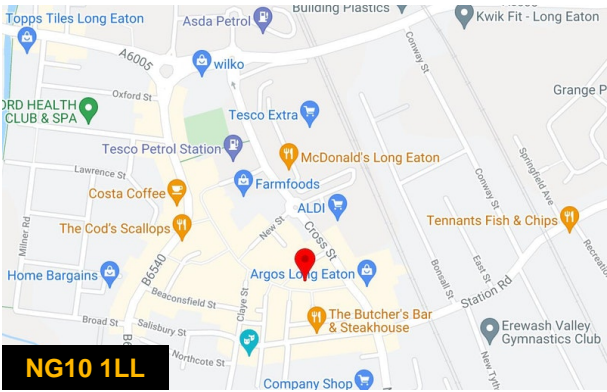 Building Plastics
Topps Tiles Long Eaton
Asda Petrol
Kwik Fit - Long Eaton
A6005
wilko
Conway St
Oxford St
Grange P
ORD HEALTH
CLUB & SPA
Tesco Extra
Tesco Petrol Station
McDonald's Long Eaton
Springfield Ave
Lawrence St
Farmfoods
Conway St
Costa Coffee
ALDI
Tennants Fish & Chips
The Cod's Scallops
New St
Cross St
Milner Rd
Recreatio
Home Bargains
B6540
Argos Long Eaton
East St
Bonsall St
Station Rd
Beaconsfield St
Claye St
Broad St
Salisbury St
The Butcher's Bar
& Steakhouse
Erewash Valley
Gymnastics Club
Northcote St
New Tyth
NG10 1LL
Company Shop